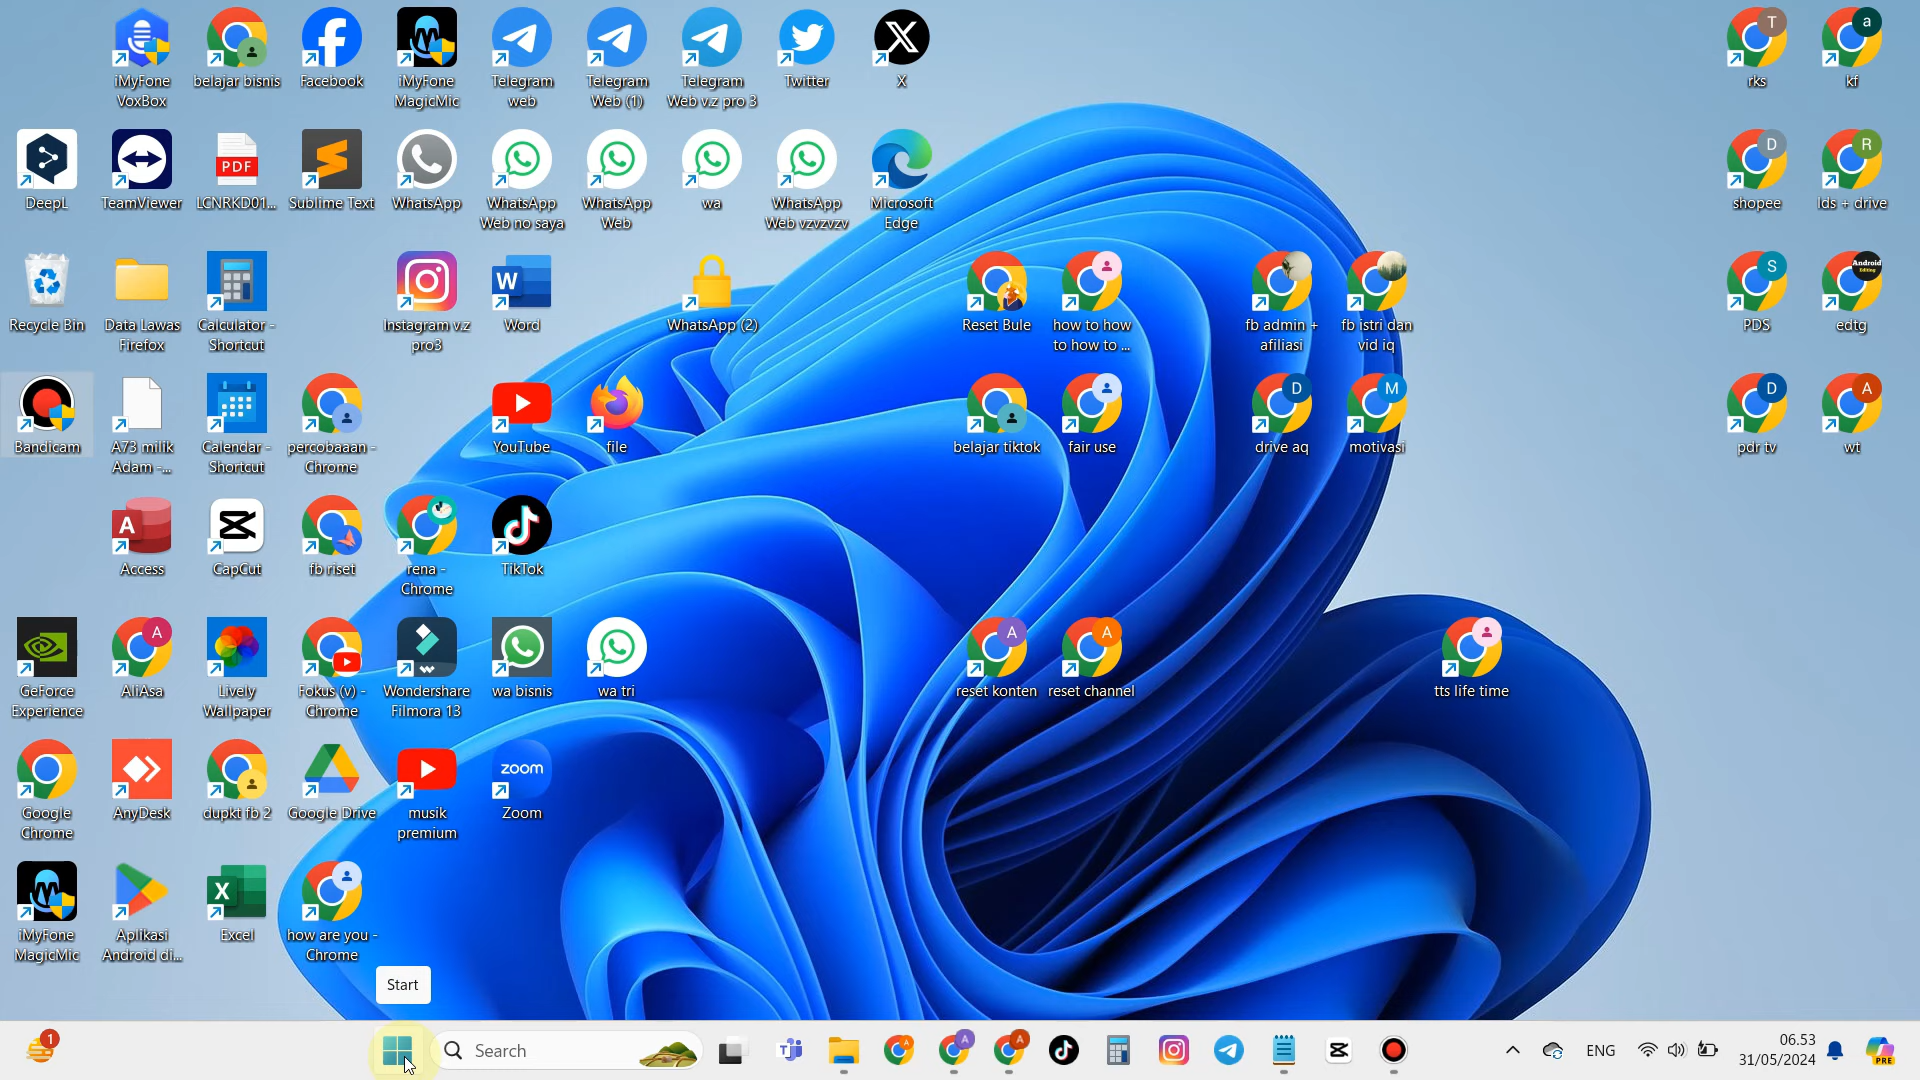 iMyFone
VoxBox
belajar bisnis
Facebook
iMyFone
MagicMic
Telegram
web
Telegram
Web (1)
Telegram
Web v.z pro 3
Twitter
X
T
rks
a
kf
DeepL
TeamViewer
PDF
LCNRKD01...
Sublime Text
WhatsApp
WhatsApp
Web no saya
WhatsApp
Web
wa
WhatsApp
Web vzvzvzv
Microsoft
Edge
D
shopee
R
lds + drive
Recycle Bin
Data Lawas
Firefox
Calculator -
Shortcut
Instagram v.z
pro3
W
Word
WhatsApp (2)
Reset Bule
how to how
to how to ...
fb admin +
afiliasi
fb istri dan
vid iq
S
PDS
Android
Editing
edtg
Bandicam
A73 milik
Adam -...
Calendar -
Shortcut
percobaaan -
Chrome
YouTube
file
belajar tiktok
fair use
D
drive aq
M
motivasi
D
pdr tv
A
wt
A
Access
CapCut
fb riset
rena -
Chrome
TikTok
GeForce
Experience
A
AliAsa
Lively
Wallpaper
Fokus (v) -
Chrome
Wondershare
Filmora 13
wa bisnis
wa tri
A
reset konten
A
reset channel
tts life time
Google
Chrome
AnyDesk
dupkt fb 2
Google Drive
musik
premium
zoom
Zoom
iMyFone
MagicMic
Aplikasi
Android di...
X
Excel
how are you -
Chrome
Start
1
Search
A
A
A
ENG
06.53
31/05/2024
PRE